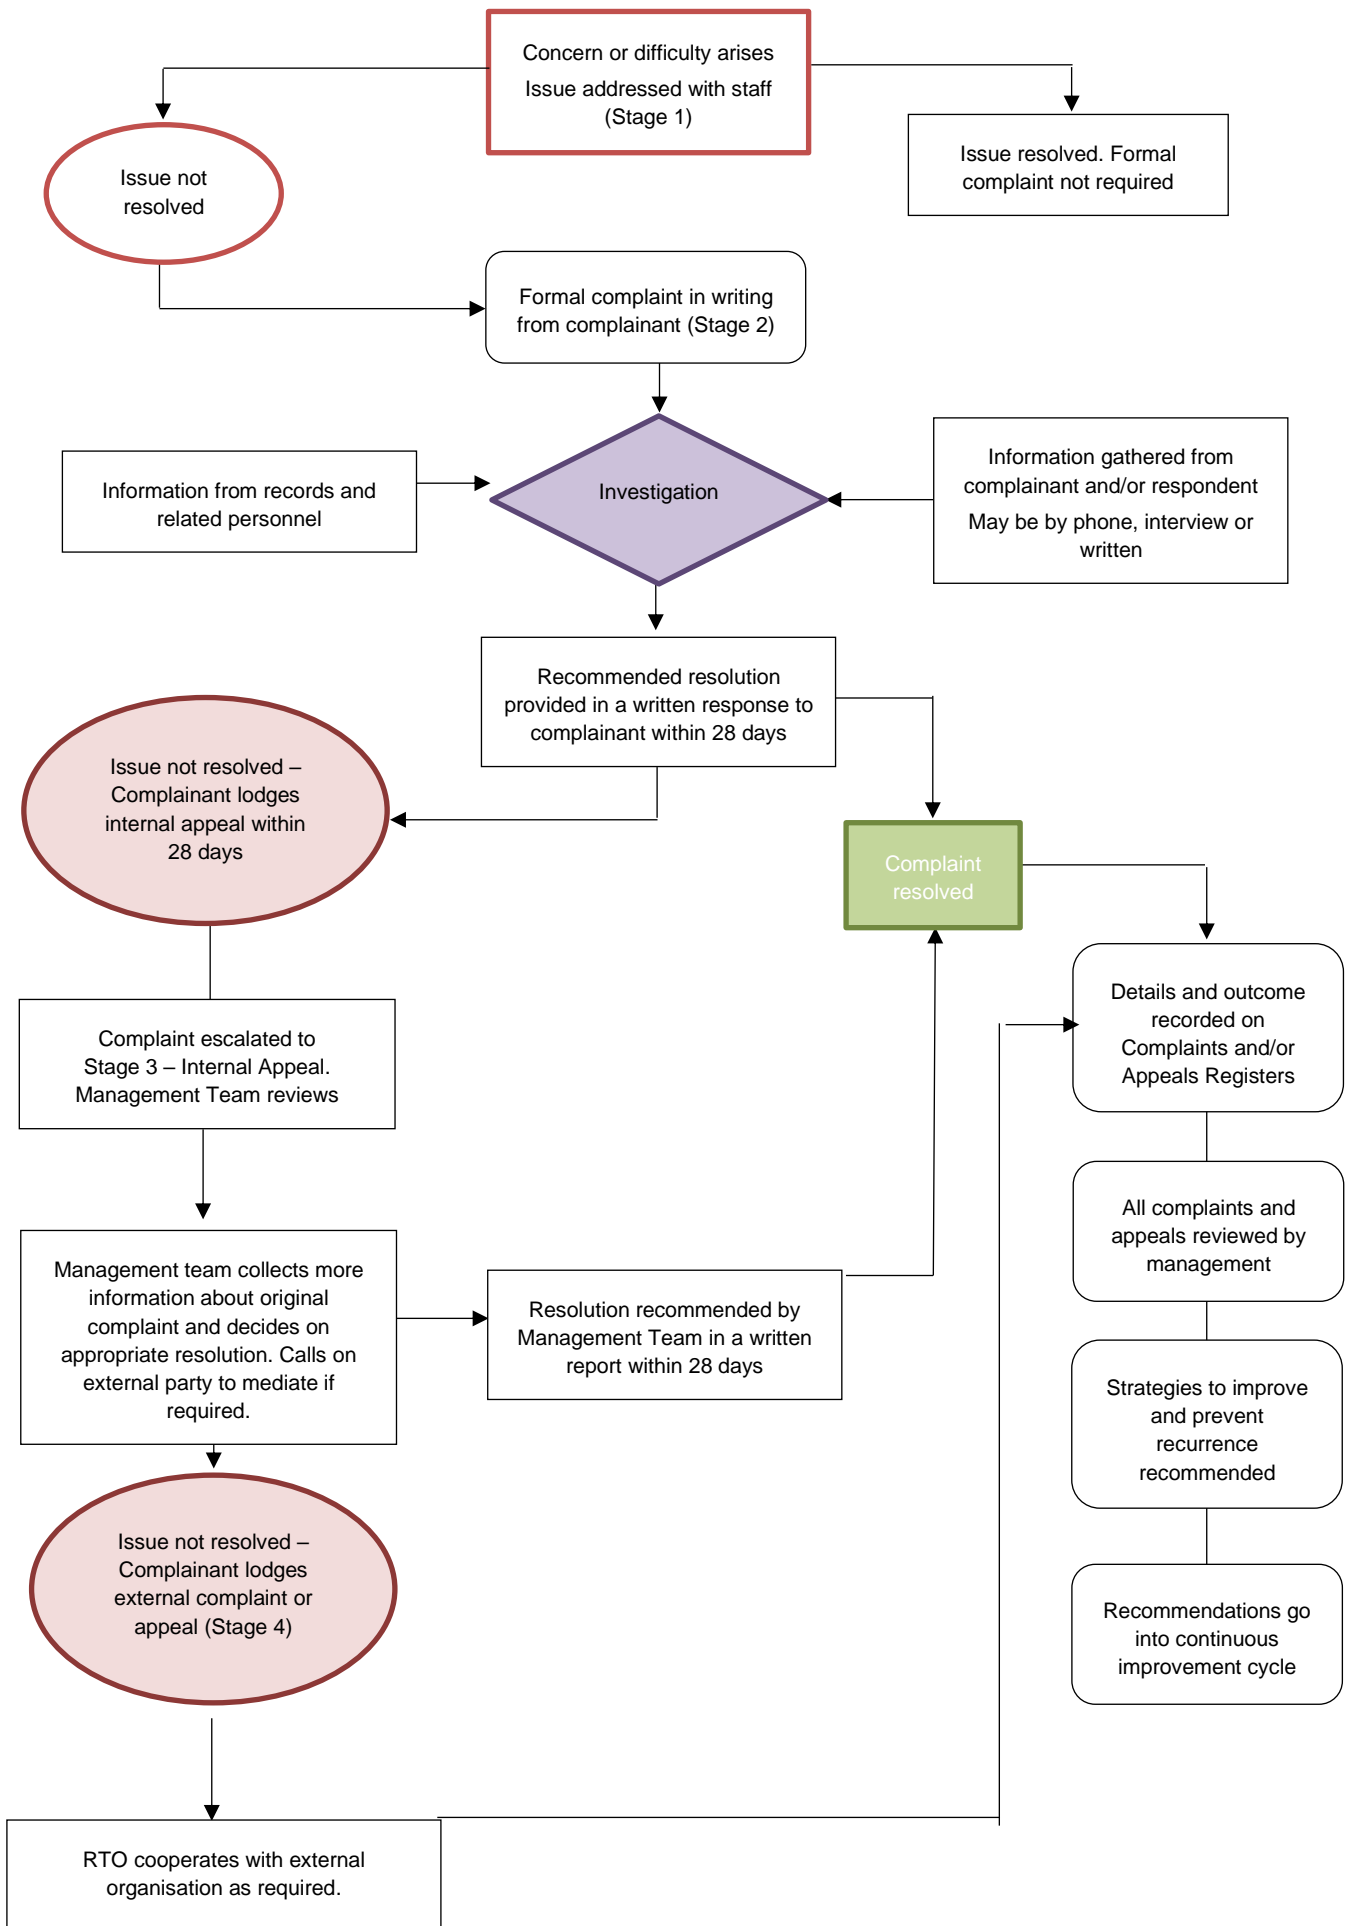 Concern or difficulty arises
Issue addressed with staff
(Stage 1)
Issue resolved. Formal
complaint not required
Issue not
resolved
Formal complaint in writing
from complainant (Stage 2)
Information from records and
related personnel
Investigation
Information gathered from
complainant and/or respondent
May be by phone, interview or
written
Recommended resolution
provided in a written response to
complainant within 28 days
Issue not resolved –
Complainant lodges
internal appeal within
28 days
Complaint
resolved
Complaint escalated to
Stage 3 – Internal Appeal.
Management Team reviews
Details and outcome
recorded on
Complaints and/or
Appeals Registers
All complaints and
appeals reviewed by
management
Management team collects more
information about original
complaint and decides on
appropriate resolution. Calls on
external party to mediate if
required.
Resolution recommended by
Management Team in a written
report within 28 days
Strategies to improve
and prevent
recurrence
recommended
Issue not resolved –
Complainant lodges
external complaint or
appeal (Stage 4)
Recommendations go
into continuous
improvement cycle
RTO cooperates with external
organisation as required.